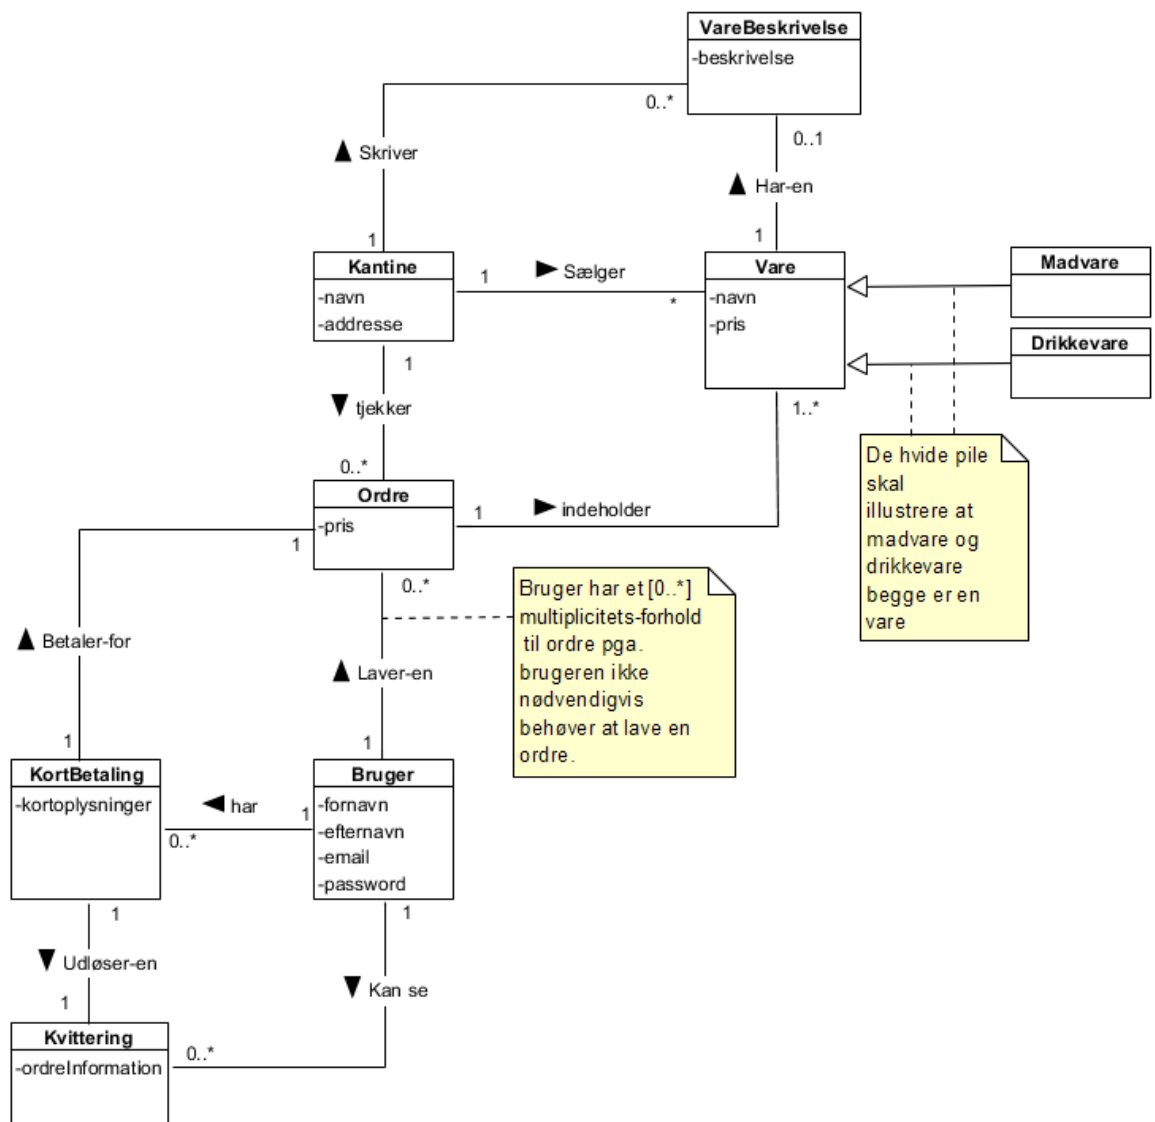 VareBeskrivelse
-beskrivelse
0..*
0..1
▲ Skriver
▲ Har-en
1
1
Kantine
-navn
-addresse
1
► Sælger
*
Vare
-navn
-pris
Madvare
Drikkevare
1
▼ tjekker
0..*
1..*
Ordre
-pris
1
► indeholder
1
0..*
De hvide pile
skal
illustrere at
madvare og
drikkevare
begge er en
vare
Bruger har et [0..*]
multiplicitets-forhold
til ordre pga.
brugeren ikke
nødvendigvis
behøver at lave en
ordre.
▲ Betaler-for
▲ Laver-en
1
1
KortBetaling
-kortoplysninger
◄ har
1
0..*
Bruger
-fornavn
-efternavn
-email
-password
1
1
▼ Udløser-en
▼ Kan se
1
0..*
Kvittering
-ordreInformation